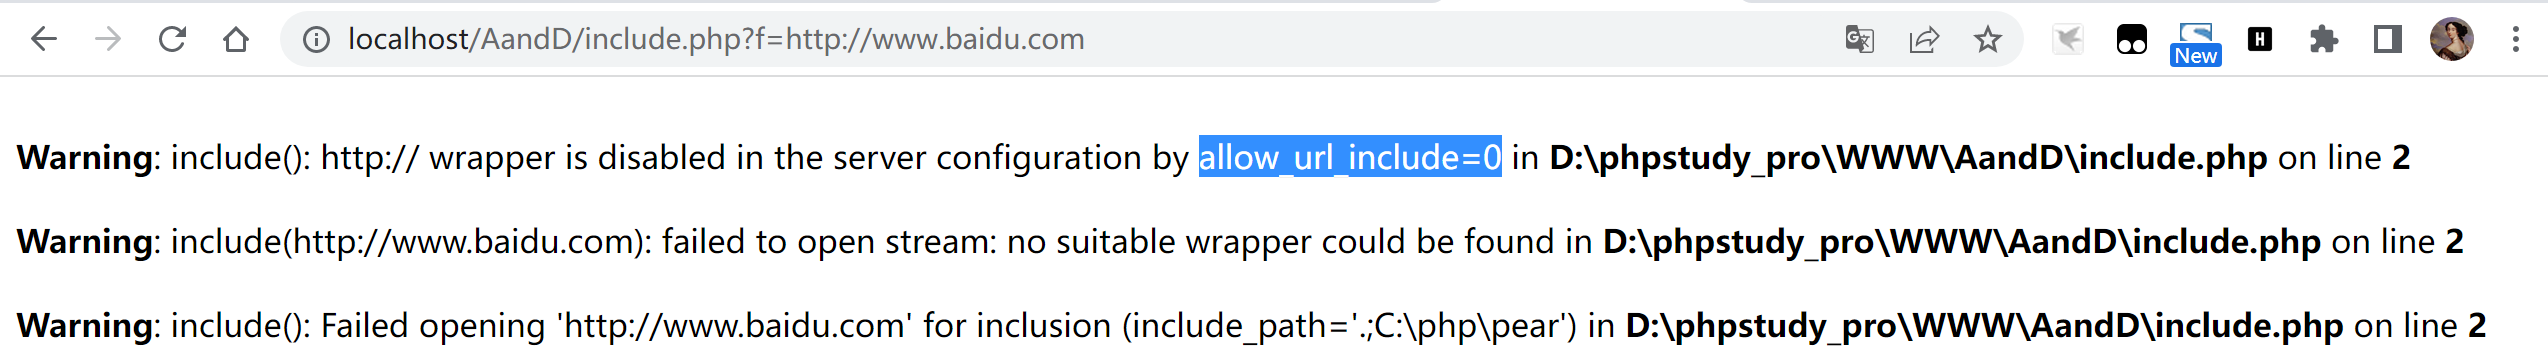 localhost/AandD/include.php?f=http://www.baidu.com
New
Warning: include(): http:// wrapper is disabled in the server configuration by allow_url_include=0 in D:\phpstudy_pro\WWW\AandD\include.php on line 2
Warning: include(http://www.baidu.com): failed to open stream: no suitable wrapper could be found in D:\phpstudy_pro\WWW\AandD\include.php on line 2
Warning: include(): Failed opening 'http://www.baidu.com' for inclusion (include_path='.;C:\php\pear') in D:\phpstudy_pro\WWW\AandD\include.php on line 2